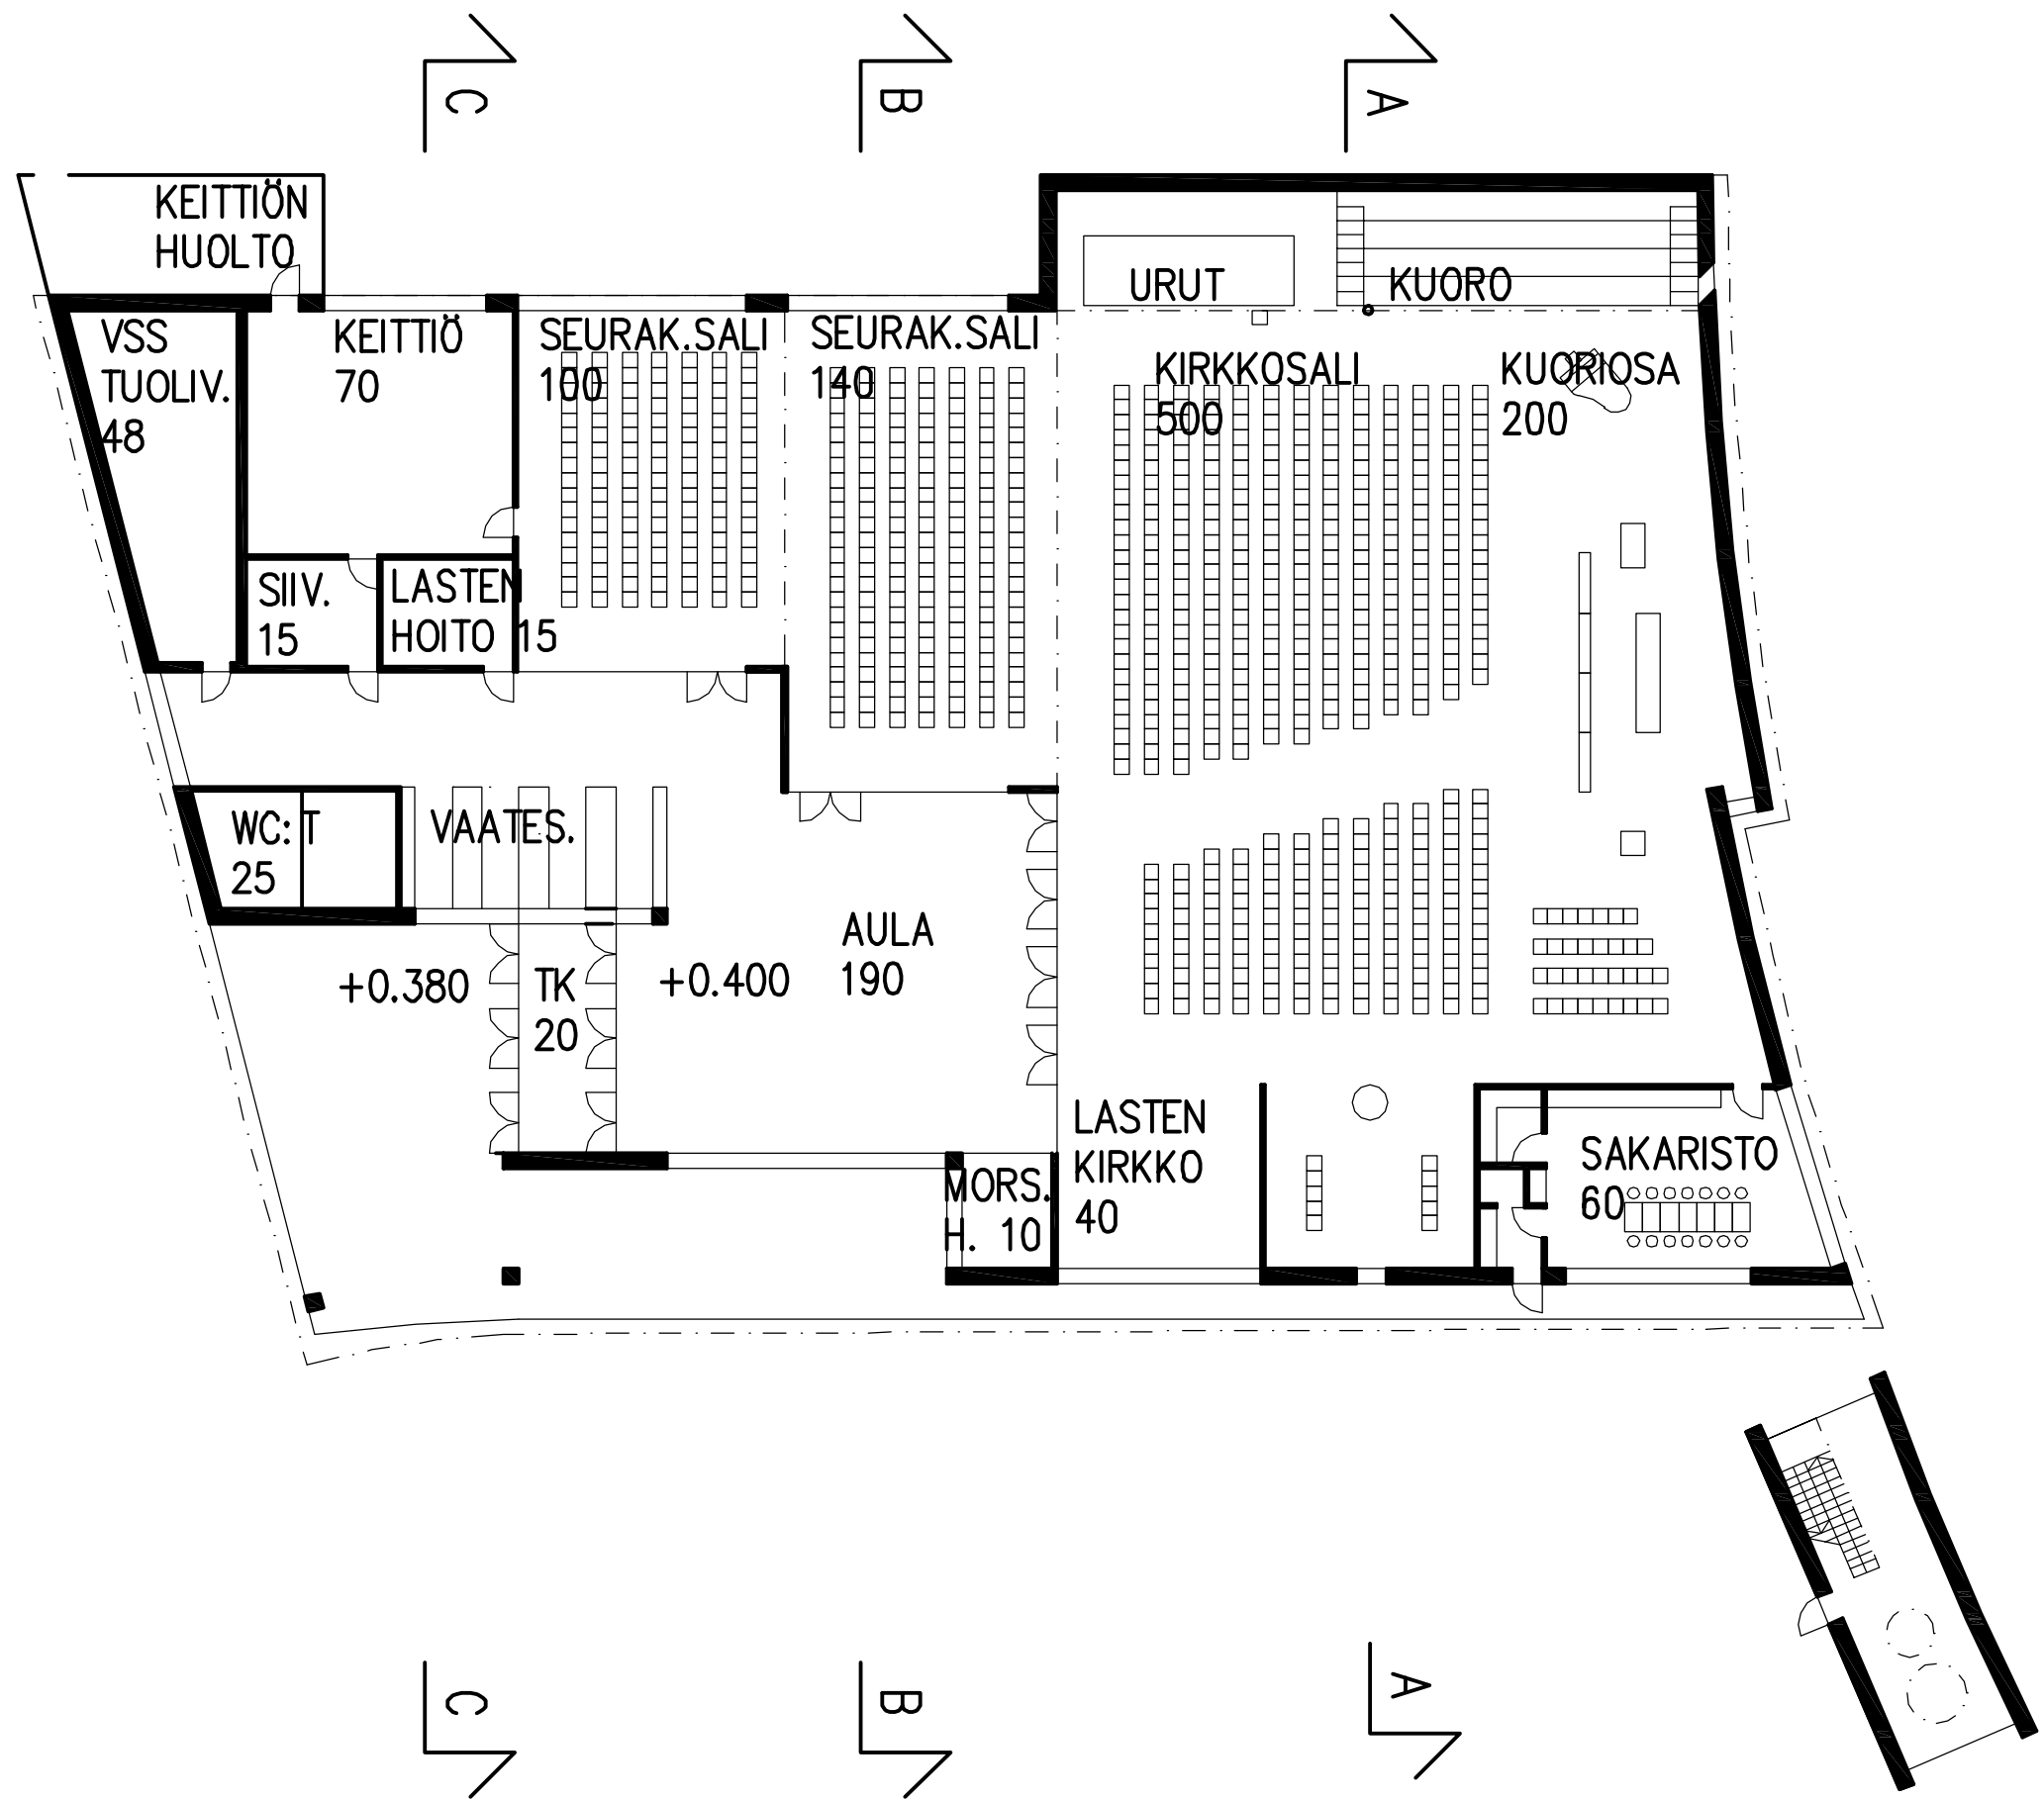 C
B
A
KEITTIÖN
HUOLTO
VSS
TUOLIV.
48
KEITTIÖ
70
SEURAK.SALI
100
SEURAK.SALI
140
URUT
KUORO
KIRKKOSALI
500
KUORIOSA
200
SIIV.
15
LASTEN
HOITO 15
WC:T
25
VAATES.
AULA
190
+0.380
TK
20
+0.400
MORS.
H. 10
LASTEN
KIRKKO
40
SAKARISTO
60
C
B
A